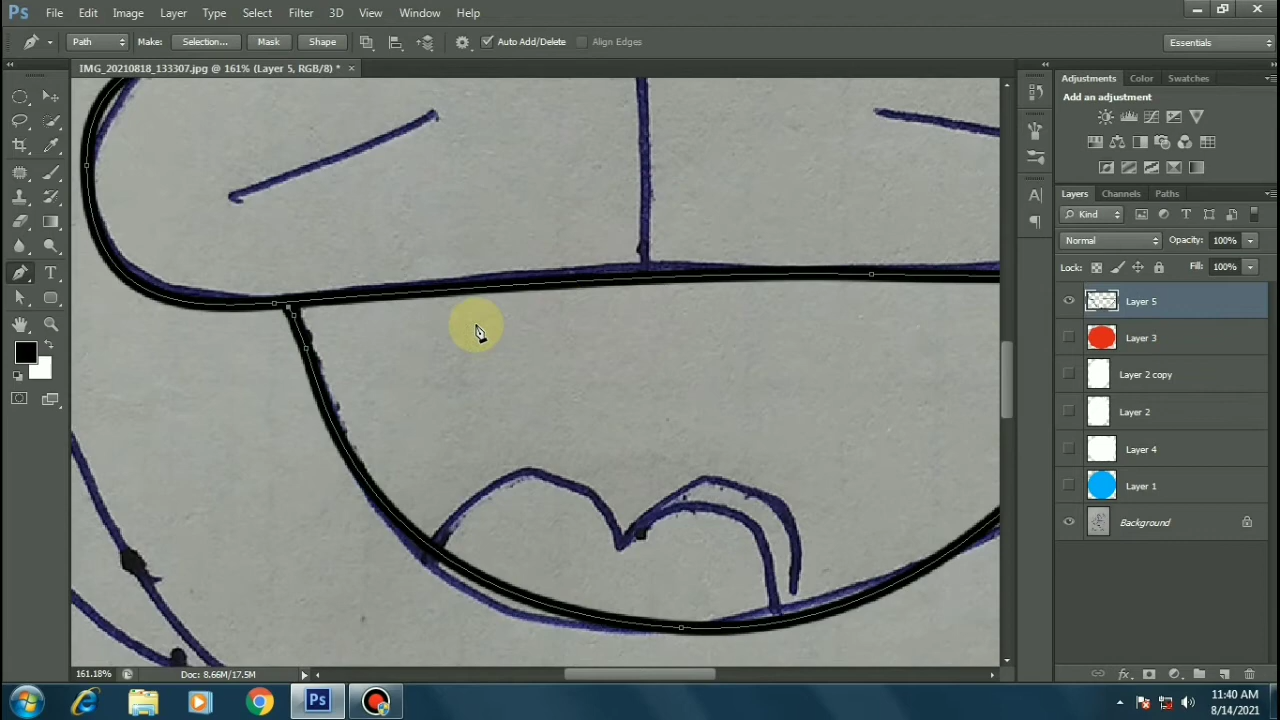 Ps File Edit Image Layer Type Select Filter 3D View Window Help
Path Make: Selection... Mask Shape Auto Add/Delete Align Edges Essentials
IMG_20210818_133307.jpg @ 161% (Layer 5, RGB/8) * ×
Adjustments Color Swatches
Add an adjustment
Layers Channels Paths
Kind
Normal Opacity: 100%
Lock: Fill: 100%
Layer 5
Layer 3
Layer 2 copy
Layer 2
Layer 4
Layer 1
Background
161.18% Doc: 8.66M/17.5M
Ps
11:40 AM
8/14/2021